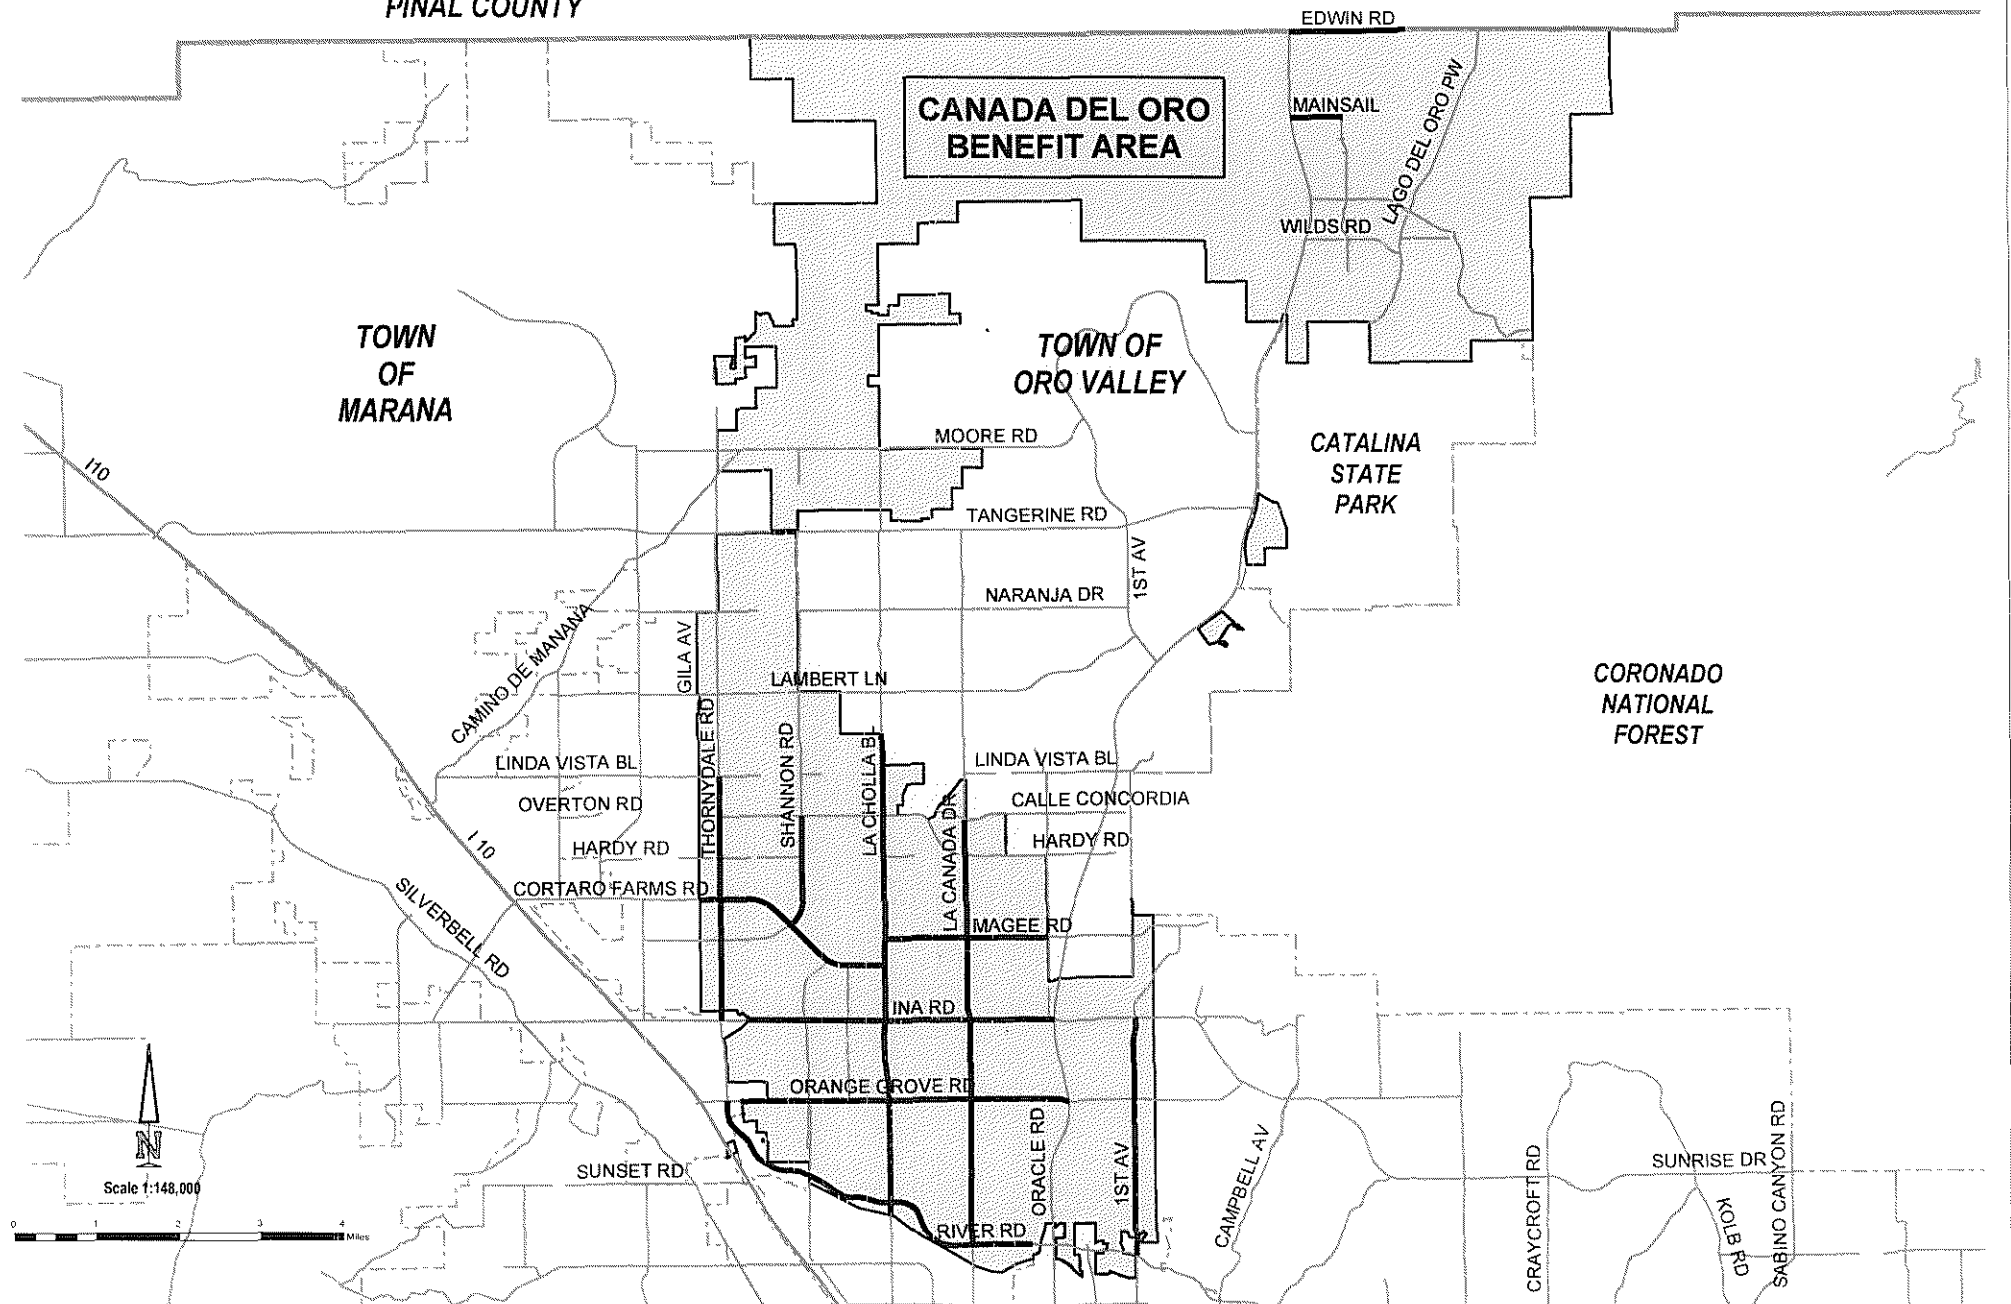 PINAL COUNTY
EDWIN RD
CANADA DEL ORO
BENEFIT AREA
MAINSAIL
LAGO DEL ORO PW
WILDS RD
TOWN
OF
MARANA
TOWN OF
ORO VALLEY
MOORE RD
CATALINA
STATE
PARK
I10
TANGERINE RD
1ST AV
NARANJA DR
CAMINO DE MANANA
GILA AV
LAMBERT LN
CORONADO
NATIONAL
FOREST
THORNYDALE RD
SHANNON RD
LA CHOLLA BL
LINDA VISTA BL
LINDA VISTA BL
OVERTON RD
LA CANADA DR
CALLE CONCORDIA
I 10
HARDY RD
HARDY RD
CORTARO FARMS RD
SILVERBELL RD
MAGEE RD
INA RD
ORANGE GROVE RD
N
Scale 1:148,000
0 1 2 3 4
Miles
SUNSET RD
ORACLE RD
1ST AV
RIVER RD
CAMPBELL AV
CRAYCROFT RD
SUNRISE DR
KOLB RD
SABINO CANYON RD